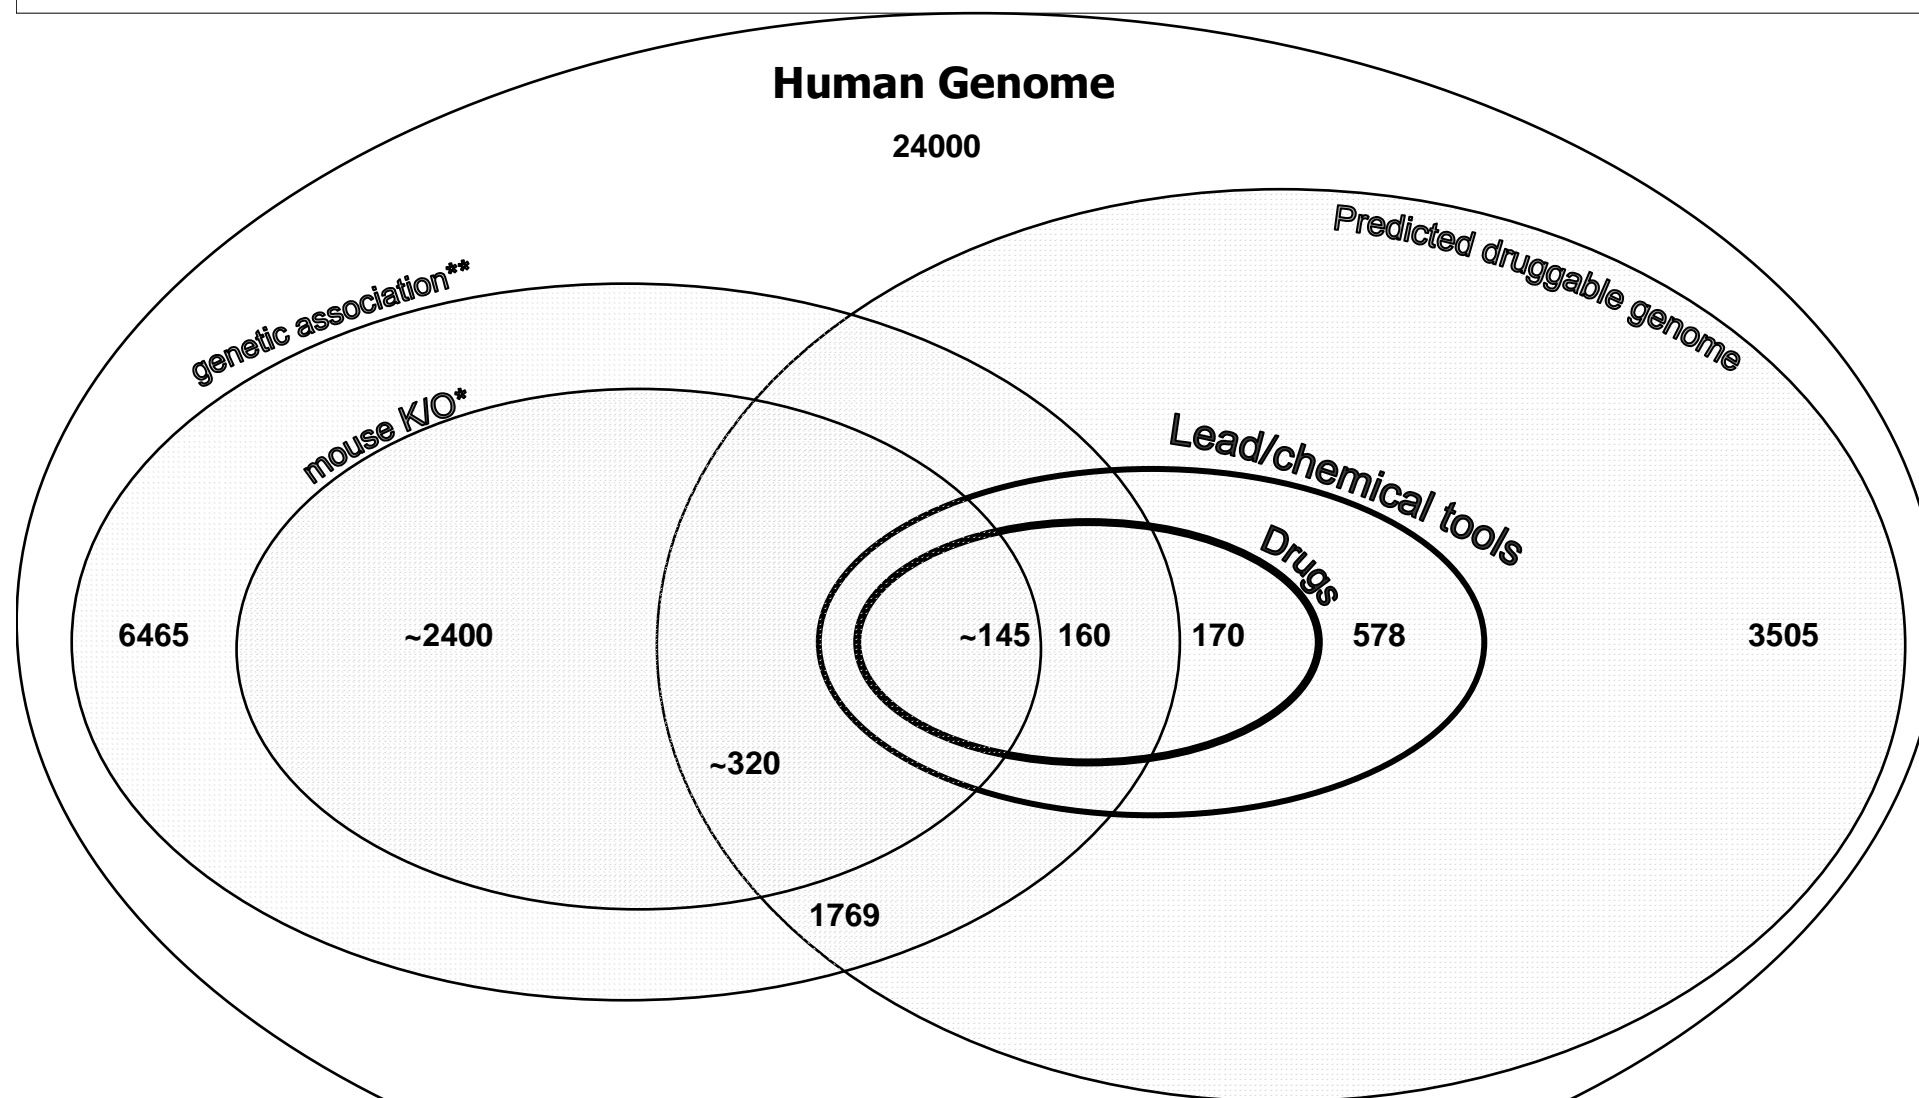 Human Genome
24000
Predicted druggable genome
genetic association**
mouse K/O*
Lead/chemical tools
Drugs
6465
~2400
~145
160
170
578
3505
~320
1769